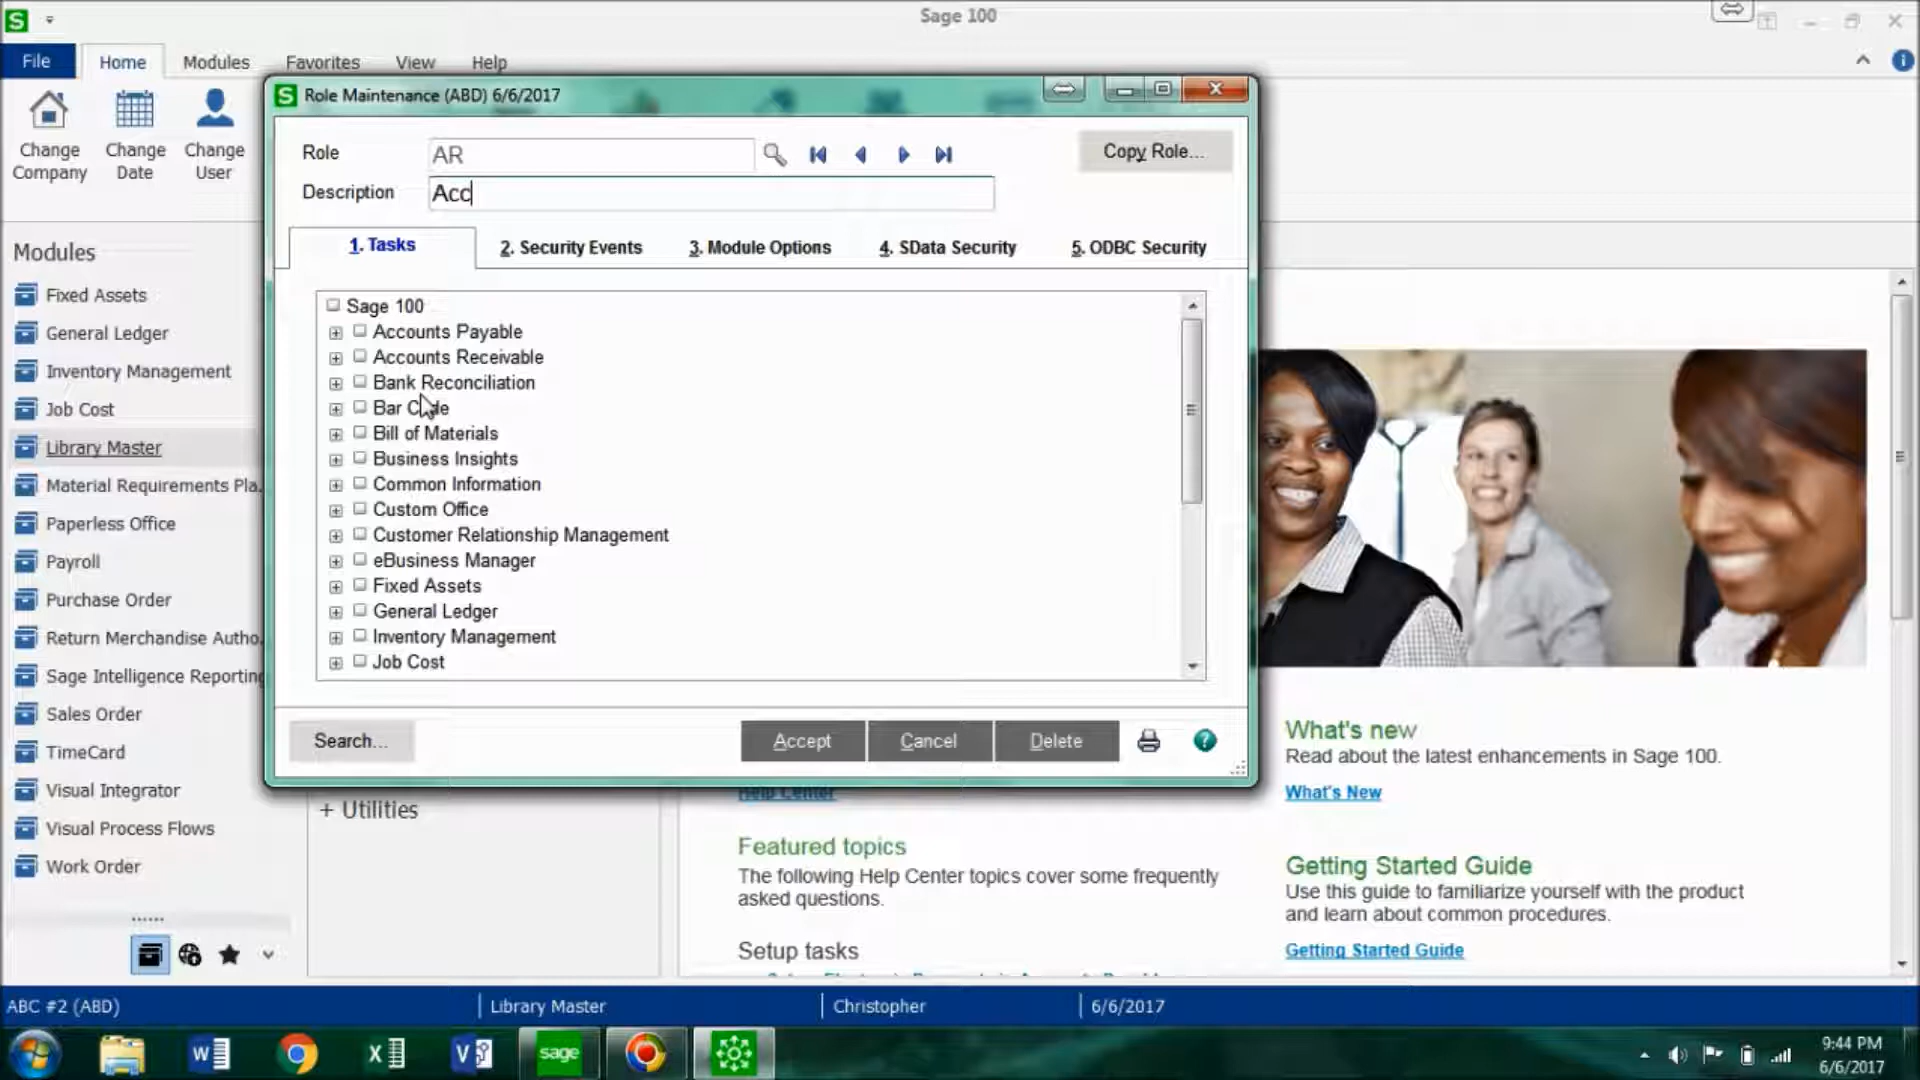 Sage 100
File
Home
Modules
Favorites
View
Help
Change Company
Change Date
Change User
Role Maintenance (ABD) 6/6/2017
Role
AR
Copy Role...
Description
Acc
1. Tasks
2. Security Events
3. Module Options
4. SData Security
5. ODBC Security
Sage 100
Accounts Payable
Accounts Receivable
Bank Reconciliation
Bar
Bill of Materials
Business Insights
Common Information
Custom Office
Customer Relationship Management
eBusiness Manager
Fixed Assets
General Ledger
Inventory Management
Job Cost
Search...
Accept
Cancel
Delete
Modules
Fixed Assets
General Ledger
Inventory Management
Job Cost
Library Master
Material Requirements Pla...
Paperless Office
Payroll
Purchase Order
Return Merchandise Autho...
Sage Intelligence Reporting
Sales Order
TimeCard
Visual Integrator
Visual Process Flows
Work Order
+ Utilities
Help Center
Featured topics
The following Help Center topics cover some frequently
asked questions.
Setup tasks
What's new
Read about the latest enhancements in Sage 100.
What's New
Getting Started Guide
Use this guide to familiarize yourself with the product
and learn about common procedures.
Getting Started Guide
ABC #2 (ABD)
Library Master
Christopher
6/6/2017
sage
9:44 PM
6/6/2017